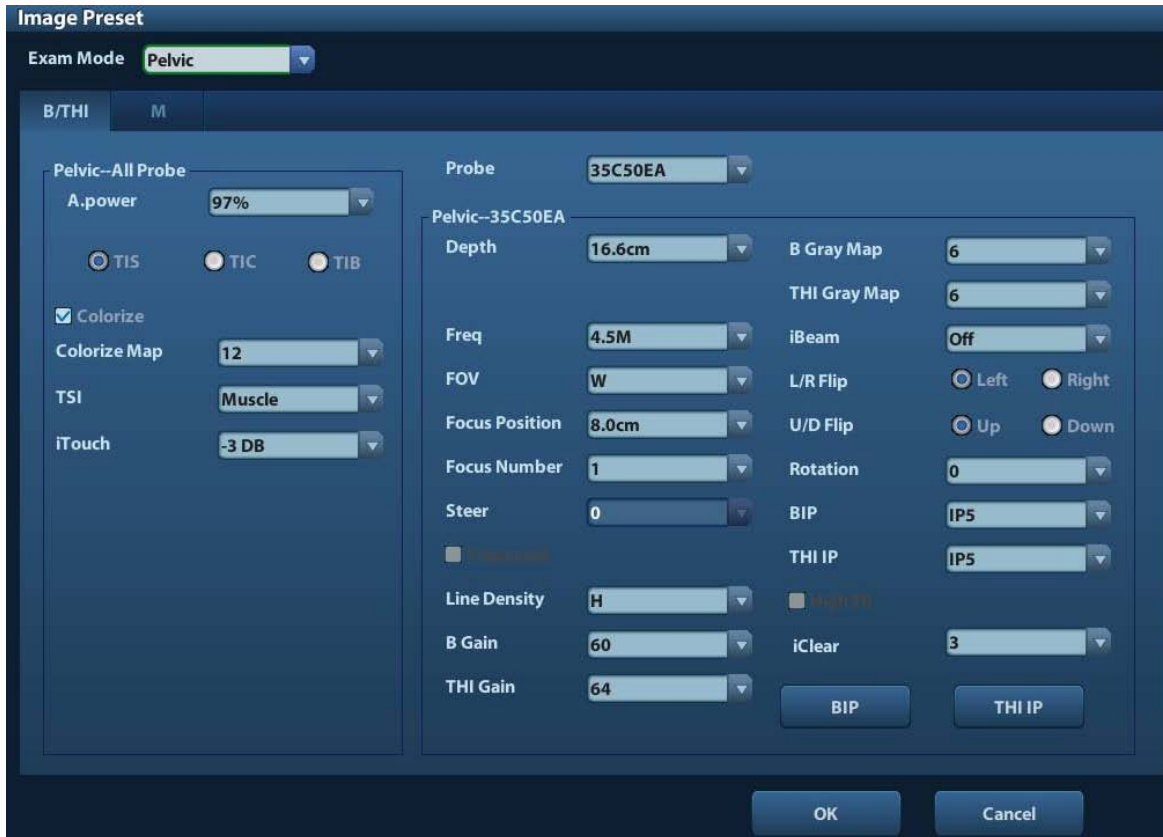 Image Preset
Exam Mode Pelvic
B/THI M
Pelvic--All Probe
A.power 97%
TIS TIC TIB
Colorize
Colorize Map 12
TSI Muscle
iTouch -3 DB
Probe 35C50EA
Pelvic--35C50EA
Depth 16.6cm
Freq 4.5M
FOV W
Focus Position 8.0cm
Focus Number 1
Steer 0
Line Density H
B Gain 60
THI Gain 64
B Gray Map 6
THI Gray Map 6
iBeam Off
L/R Flip Left Right
U/D Flip Up Down
Rotation 0
BIP IP5
THI IP IP5
iClear 3
BIP THI IP
OK Cancel